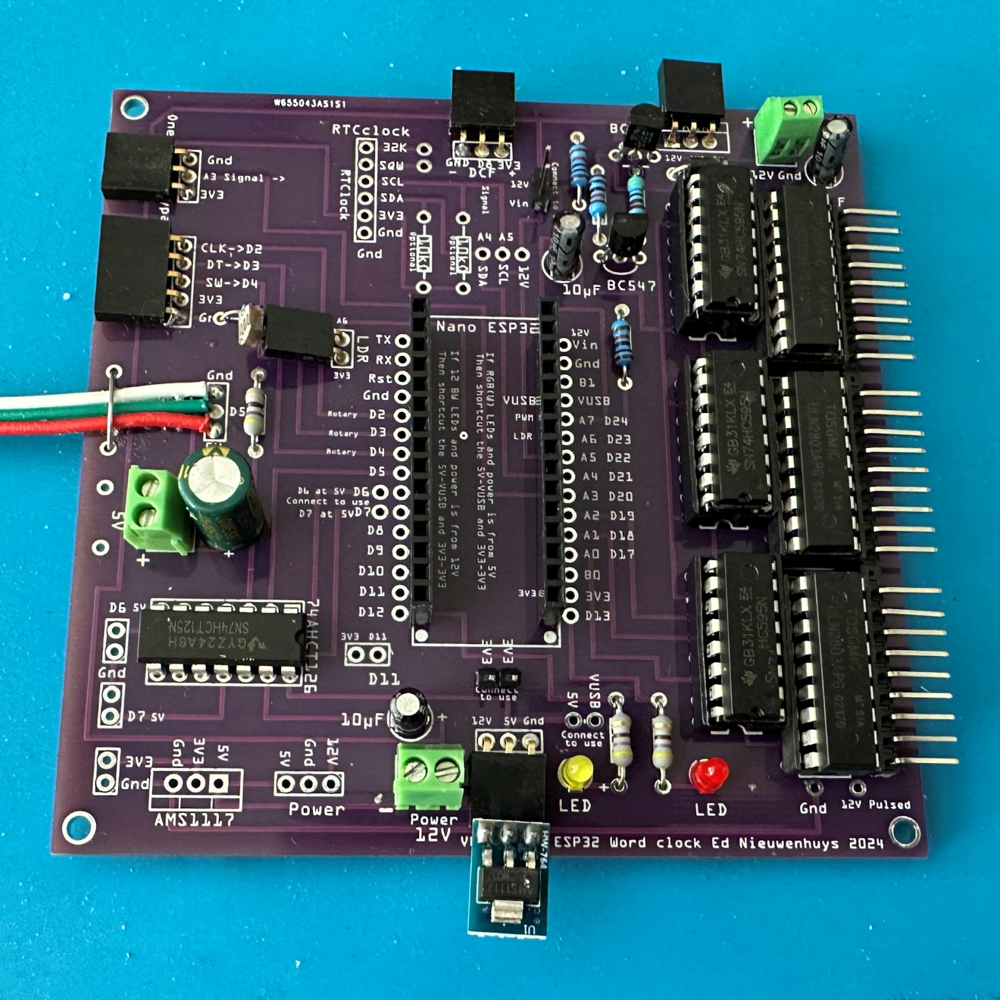 W655043AS1S1
RTCclock
One
Gnd
A3 Signal ->
3V3
32K
SQW
SCL
SDA
3V3
Gnd
RTClock
Gnd
GND DA 3V3
- DCF +
Signal
12V
Vin
Connect to
BC
12V
+
12V Gnd
F
CLK->D2
DT->D3
SW->D4
3V3
Gr
optional
10KΩ
optional
10KΩ
A4 A5
SDA
SCL
12V
10µF
BC547
A6
LDR
3V3
Gnd
D5
5V
+
+
Nano ESP32
TX
RX
Rst
Gnd
Rotary D2
Rotary D3
Rotary D4
D5
D6 at 5V D6
Connect to use
D7 at 5V D7
D8
D9
D10
D11
D12
If 12 BW LEDs and power is from 12V
Then shortcut the 5V-VUSB and 3V3-3V3
If RGB(W) LEDs and power is from 5V
Then shortcut the 5V-VUSB and 3V3-3V3
VUSB
PWM
LDR
3V3
12V
Vin
Gnd
B1
VUSB
A7 D24
A6 D23
A5 D22
A4 D21
A3 D20
A2 D19
A1 D18
A0 D17
B0
3V3
D13
GB31KLX E4
SN74HC595N
GB31KLX E4
SN74HC595N
GB31KLX E4
SN74 HC595N
TOSGMIC
TOSGMIC
D6 5V
Gnd
D7 5V
GYZ24A8H
SN74HCT125N
74AHCT126
3V3 D11
D11
3V3
3V3
Connect
to use
10µF
+
12V 5V Gnd
VUSB
5V
Connect
to use
3V3
Gnd
Gnd
3V3
5V
AMS1117
5V
Gnd
12V
Power
-
Power
12V
LED
+
LED
Gnd
12V Pulsed
ESP32 Word clock Ed Nieuwenhuys 2024
HW-764
AMS1117
U1